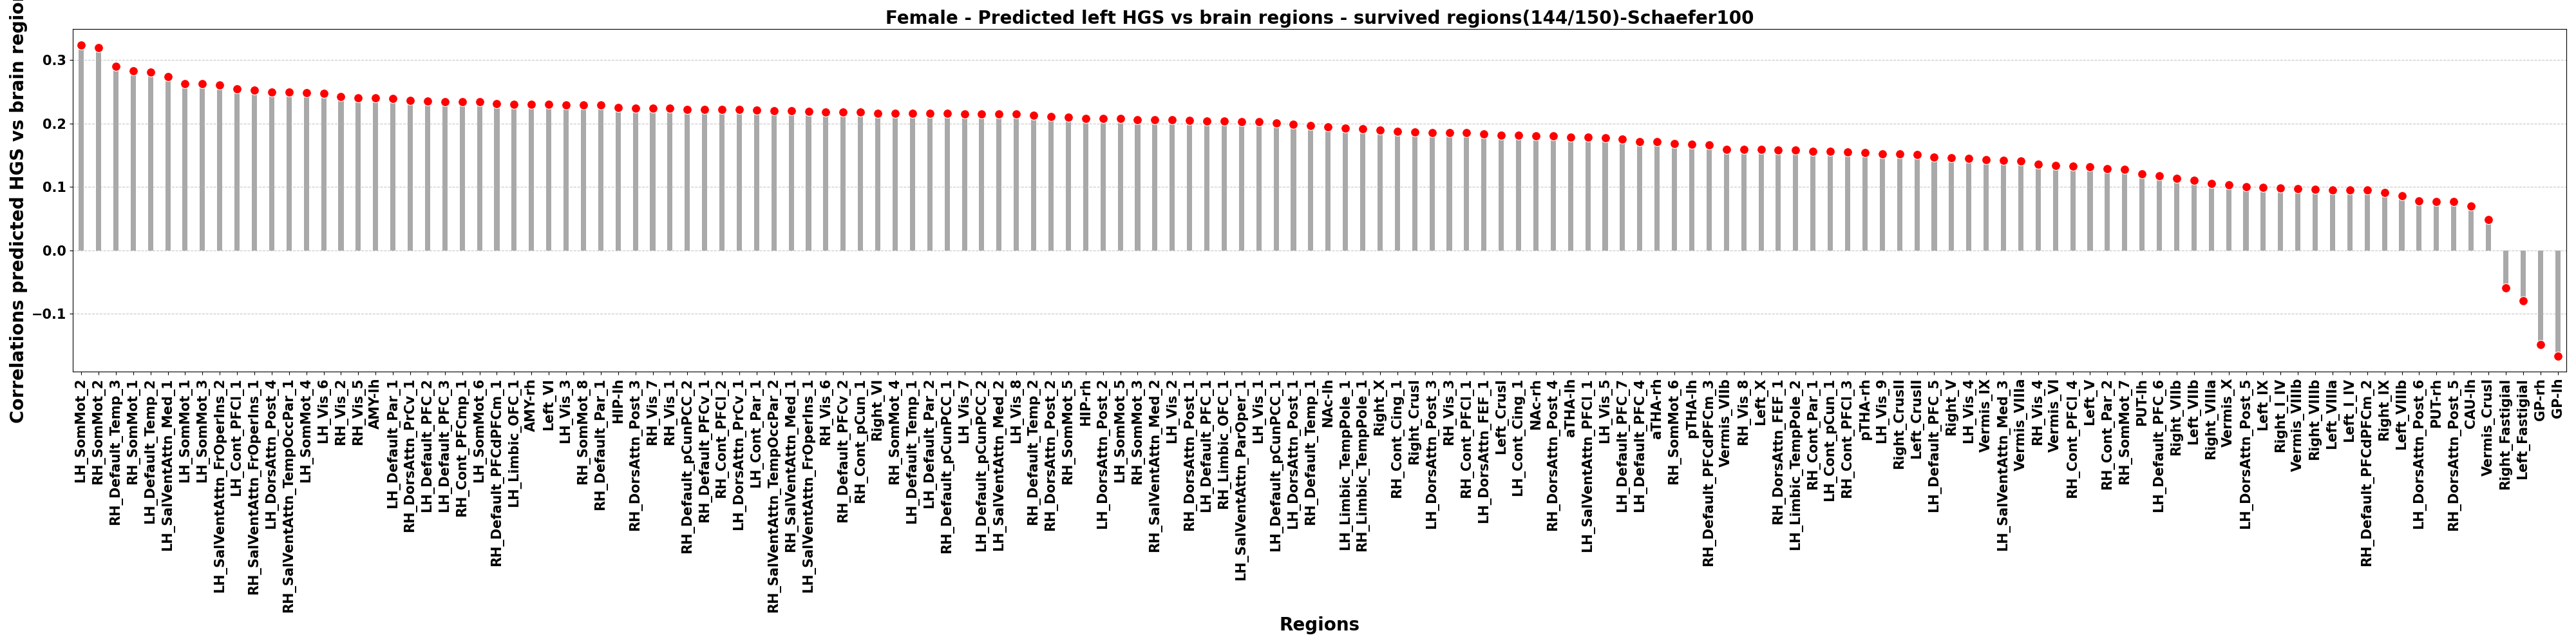 Female - Predicted left HGS vs brain regions - survived regions(144/150)-Schaefer100
Correlations predicted HGS vs brain region
0.3
0.2
0.1
0.0
−0.1
LH_SomMot_2
RH_SomMot_2
RH_Default_Temp_3
RH_SomMot_1
LH_Default_Temp_2
LH_SalVentAttn_Med_1
LH_SomMot_1
LH_SomMot_3
LH_SalVentAttn_FrOperIns_2
LH_Cont_PFCl_1
RH_SalVentAttn_FrOperIns_1
LH_DorsAttn_Post_4
RH_SalVentAttn_TempOccPar_1
LH_SomMot_4
LH_Vis_6
RH_Vis_2
RH_Vis_5
AMY-lh
LH_Default_Par_1
RH_DorsAttn_PrCv_1
LH_Default_PFC_2
LH_Default_PFC_3
RH_Cont_PFCmp_1
LH_SomMot_6
RH_Default_PFCdPFCm_1
LH_Limbic_OFC_1
AMY-rh
Left_VI
LH_Vis_3
RH_SomMot_8
RH_Default_Par_1
HIP-lh
RH_DorsAttn_Post_3
RH_Vis_7
RH_Vis_1
RH_Default_pCunPCC_2
RH_Default_PFCv_1
RH_Cont_PFCl_2
LH_DorsAttn_PrCv_1
LH_Cont_Par_1
RH_SalVentAttn_TempOccPar_2
RH_SalVentAttn_Med_1
LH_SalVentAttn_FrOperIns_1
RH_Vis_6
RH_Default_PFCv_2
RH_Cont_pCun_1
Right_VI
RH_SomMot_4
LH_Default_Temp_1
LH_Default_Par_2
RH_Default_pCunPCC_1
LH_Vis_7
LH_Default_pCunPCC_2
LH_SalVentAttn_Med_2
LH_Vis_8
RH_Default_Temp_2
RH_DorsAttn_Post_2
RH_SomMot_5
HIP-rh
LH_DorsAttn_Post_2
LH_SomMot_5
RH_SomMot_3
RH_SalVentAttn_Med_2
LH_Vis_2
RH_DorsAttn_Post_1
LH_Default_PFC_1
RH_Limbic_OFC_1
LH_SalVentAttn_ParOper_1
LH_Vis_1
LH_Default_pCunPCC_1
LH_DorsAttn_Post_1
RH_Default_Temp_1
NAc-lh
LH_Limbic_TempPole_1
RH_Limbic_TempPole_1
Right_X
RH_Cont_Cing_1
Right_CrusI
LH_DorsAttn_Post_3
RH_Vis_3
RH_Cont_PFCl_1
LH_DorsAttn_FEF_1
Left_CrusI
LH_Cont_Cing_1
NAc-rh
RH_DorsAttn_Post_4
aTHA-lh
LH_SalVentAttn_PFCl_1
LH_Vis_5
LH_Default_PFC_7
LH_Default_PFC_4
aTHA-rh
RH_SomMot_6
pTHA-lh
RH_Default_PFCdPFCm_3
Vermis_VIIb
RH_Vis_8
Left_X
RH_DorsAttn_FEF_1
LH_Limbic_TempPole_2
RH_Cont_Par_1
LH_Cont_pCun_1
RH_Cont_PFCl_3
pTHA-rh
LH_Vis_9
Right_CrusII
Left_CrusII
LH_Default_PFC_5
Right_V
LH_Vis_4
Vermis_IX
LH_SalVentAttn_Med_3
Vermis_VIIIa
RH_Vis_4
Vermis_VI
RH_Cont_PFCl_4
Left_V
RH_Cont_Par_2
RH_SomMot_7
PUT-lh
LH_Default_PFC_6
Right_VIIb
Left_VIIb
Right_VIIIa
Vermis_X
LH_DorsAttn_Post_5
Left_IX
Right_I_IV
Vermis_VIIIb
Right_VIIIb
Left_VIIIa
Left_I_IV
RH_Default_PFCdPFCm_2
Right_IX
Left_VIIIb
LH_DorsAttn_Post_6
PUT-rh
RH_DorsAttn_Post_5
CAU-lh
Vermis_CrusI
Right_Fastigial
Left_Fastigial
GP-rh
GP-lh
Regions